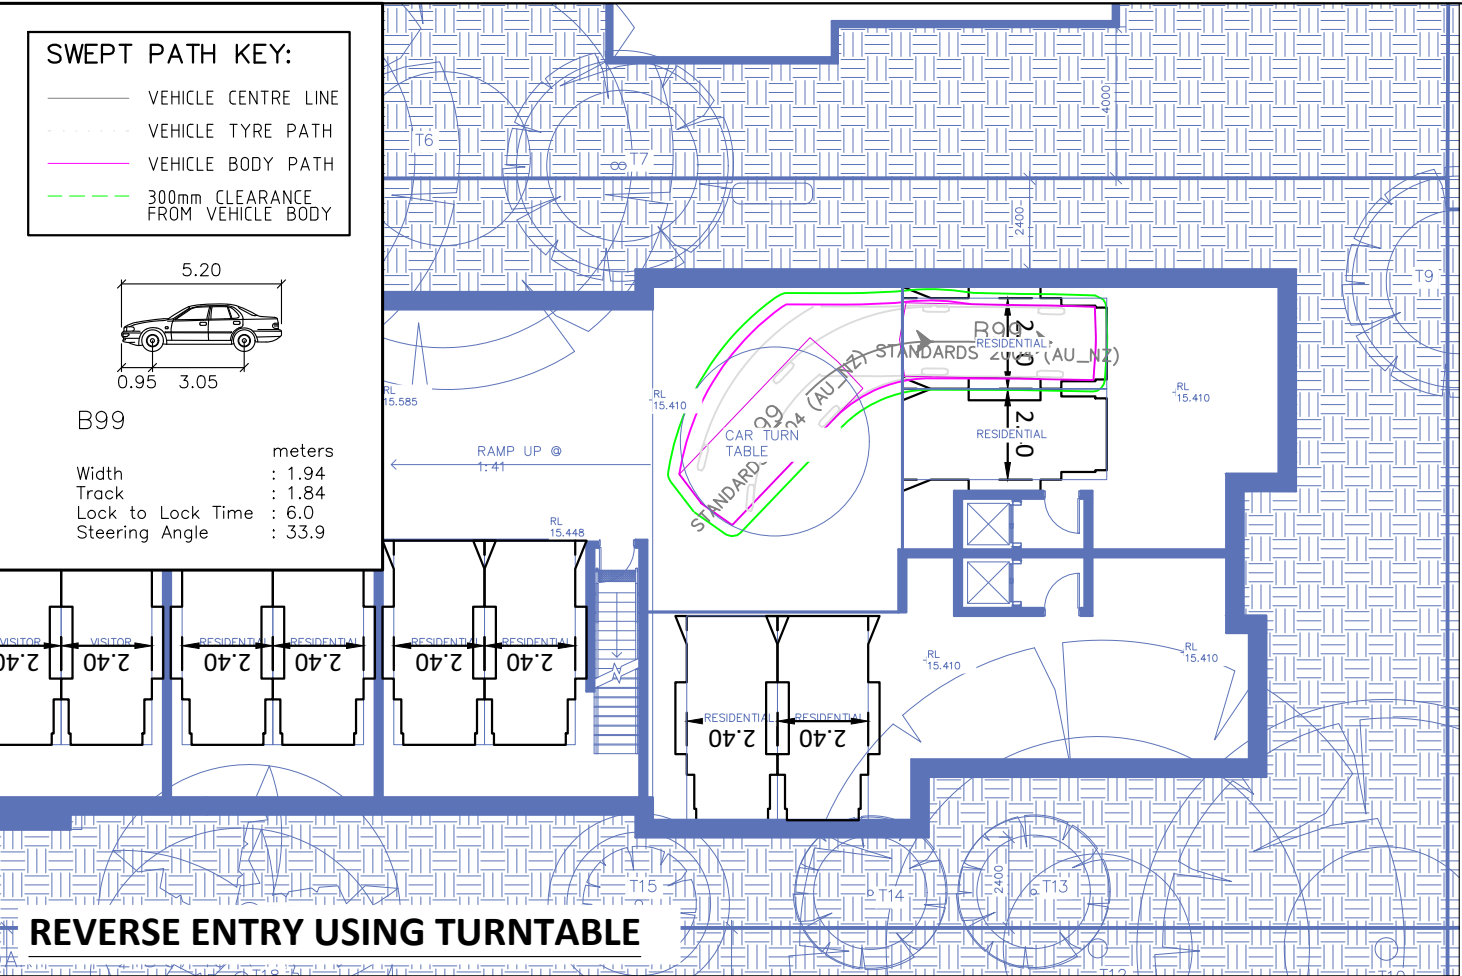 SWEPT PATH KEY:
VEHICLE CENTRE LINE
VEHICLE TYRE PATH
VEHICLE BODY PATH
300mm CLEARANCE
FROM VEHICLE BODY
5.20
0.95 3.05
B99
meters
Width : 1.94
Track : 1.84
Lock to Lock Time : 6.0
Steering Angle : 33.9
T6
T7
T9
4000
2400
RL
15.585
RL
15.410
RAMP UP @
1:41
RL
15.448
CAR TURN
TABLE
B99
STANDARDS 2004 (AU_NZ)
RESIDENTIAL
RESIDENTIAL
RL
15.410
VISITOR
VISITOR
RESIDENTIAL
RESIDENTIAL
RESIDENTIAL
RESIDENTIAL
2.40
2.40
2.40
2.40
2.40
2.40
RL
15.410
RL
15.410
RESIDENTIAL
RESIDENTIAL
2.40
2.40
T15
T14
2400
T13
REVERSE ENTRY USING TURNTABLE
T12